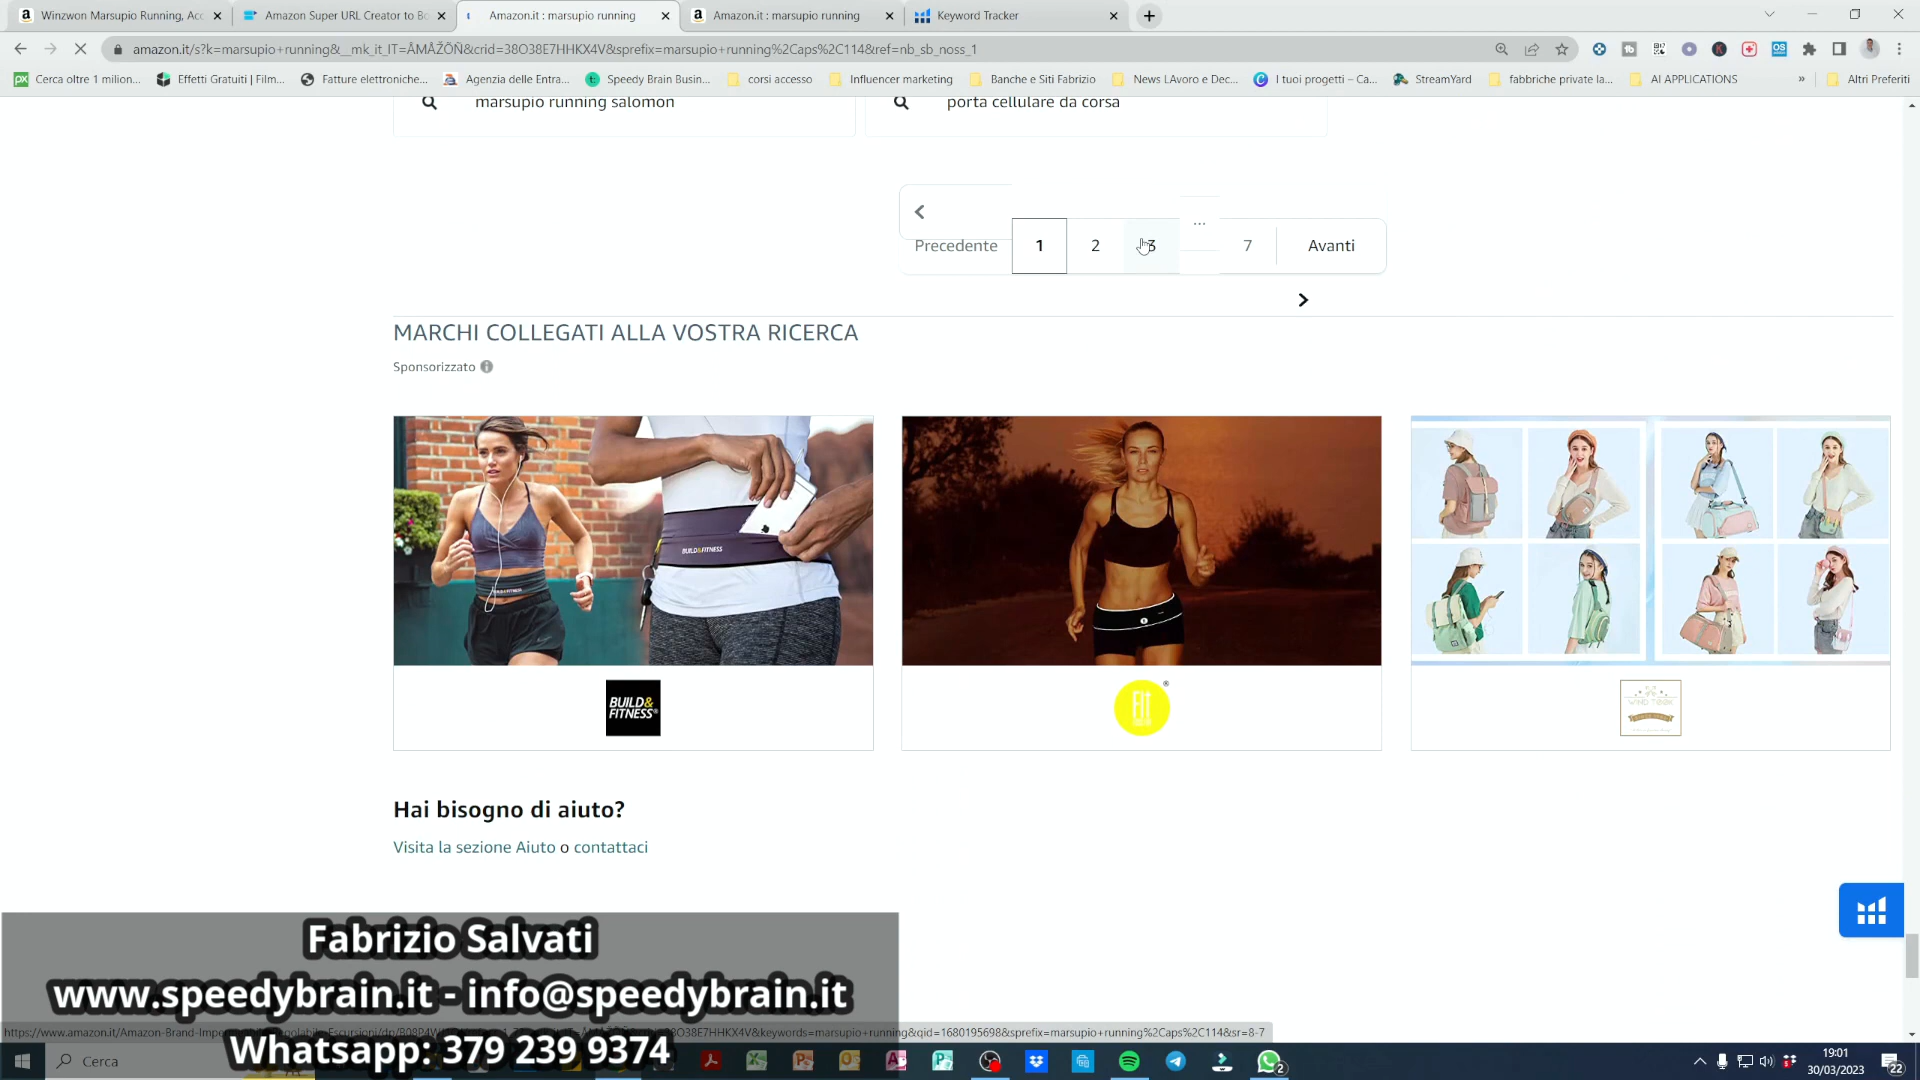 Winzwon Marsupio Running, Acc
Amazon Super URL Creator to Bo
Amazon.it : marsupio running
Amazon.it : marsupio running
Keyword Tracker
amazon.it/s?k=marsupio+running&__mk_it_IT=ÅMÅŽÕÑ&crid=38O38E7HHKX4V&sprefix=marsupio+running%2Caps%2C114&ref=nb_sb_noss_1
Cerca oltre 1 milion...
Effetti Gratuiti | Film...
Fatture elettroniche...
Agenzia delle Entra...
Speedy Brain Busin...
corsi accesso
Influencer marketing
Banche e Siti Fabrizio
News LAvoro e Dec...
I tuoi progetti – Ca...
StreamYard
fabbriche private la...
AI APPLICATIONS
»
Altri Preferiti
marsupio running salomon
porta cellulare da corsa
Precedente 1 2 3 ... 7 Avanti
MARCHI COLLEGATI ALLA VOSTRA RICERCA
Sponsorizzato
BUILD&FITNESS
BUILD&
FITNESS®
Fit
®
Hai bisogno di aiuto?
Visita la sezione Aiuto o contattaci
Fabrizio Salvati
www.speedybrain.it - info@speedybrain.it
Whatsapp: 379 239 9374
Cerca
2
19:01
30/03/2023
22